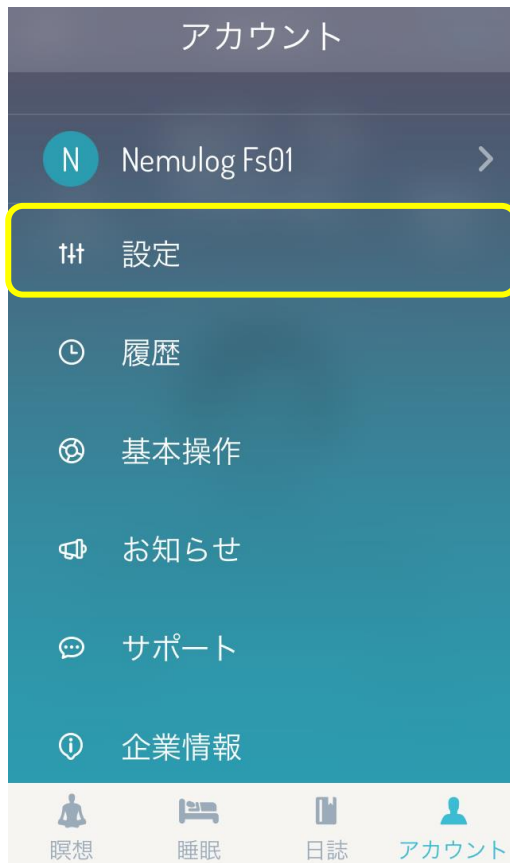 アカウント
N Nemulog Fs01
設定
履歴
基本操作
お知らせ
サポート
企業情報
瞑想 睡眠 日誌 アカウント